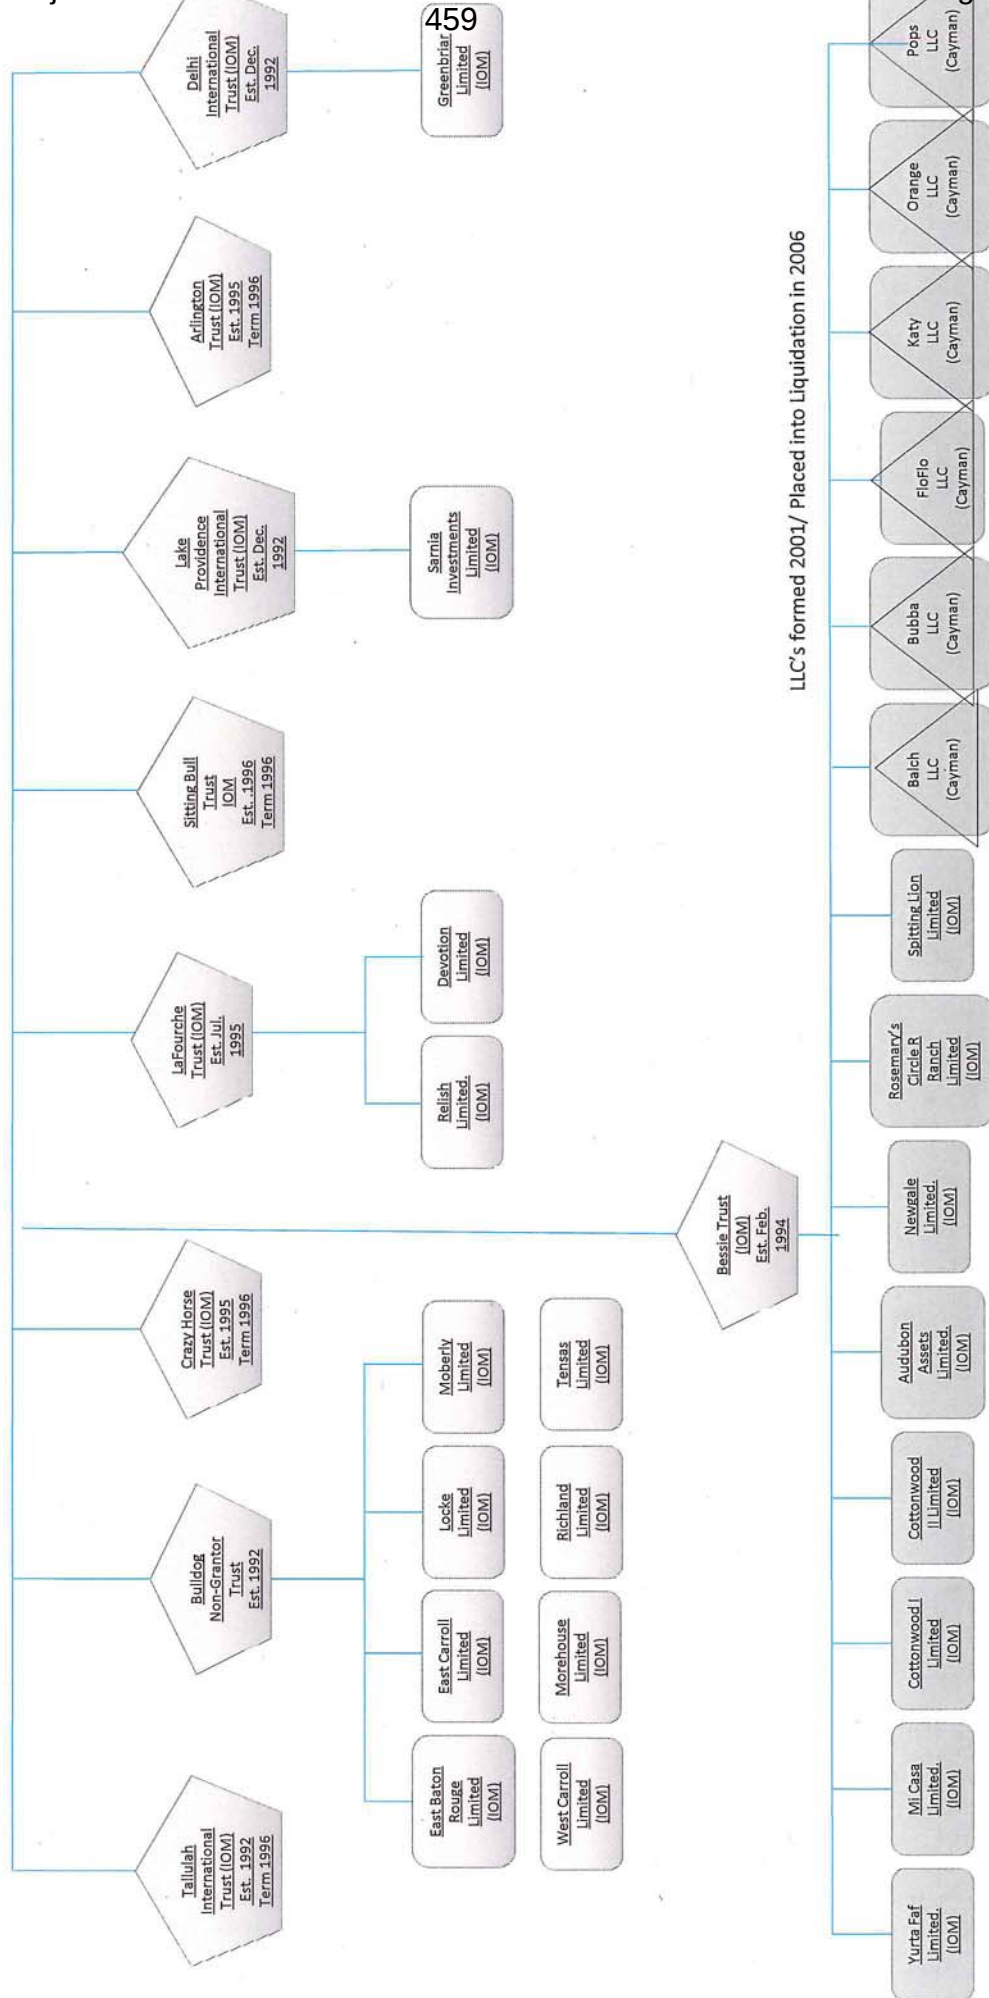 459
Tallulah
International
Trust (IOM)
Est. 1992
Term 1996
Bulldog
Non-Grantor
Trust
Est. 1992
Crazy Horse
Trust (IOM)
Est. 1995
Term 1996
LaFourche
Trust (IOM)
Est. Jul.
1995
Sitting Bull
Trust
IOM
Est. .1996
Term 1996
Lake
Providence
International
Trust (IOM)
Est. Dec.
1992
Arlington
Trust (IOM)
Est. 1995
Term 1996
Delhi
International
Trust (IOM)
Est. Dec.
1992
East Baton
Rouge
Limited
(IOM)
East Carroll
Limited
(IOM)
Locke
Limited
(IOM)
Moberly
Limited
(IOM)
Relish
Limited.
(IOM)
Devotion
Limited
(IOM)
Sarnia
Investments
Limited
(IOM)
Greenbriar
Limited
(IOM)
West Carroll
Limited
(IOM)
Morehouse
Limited
(IOM)
Richland
Limited
(IOM)
Tensas
Limited
(IOM)
Bessie Trust
(IOM)
Est. Feb.
1994
LLC's formed 2001/ Placed into Liquidation in 2006
Yurta Faf
Limited.
(IOM)
Mi Casa
Limited.
(IOM)
Cottonwood I
Limited
(IOM)
Cottonwood
II Limited
(IOM)
Audubon
Assets
Limited.
(IOM)
Newgale
Limited.
(IOM)
Rosemary's
Circle R
Ranch
Limited
(IOM)
Spitting Lion
Limited
(IOM)
Balch
LLC
(Cayman)
Bubba
LLC
(Cayman)
FloFlo
LLC
(Cayman)
Katy
LLC
(Cayman)
Orange
LLC
(Cayman)
Pops
LLC
(Cayman)